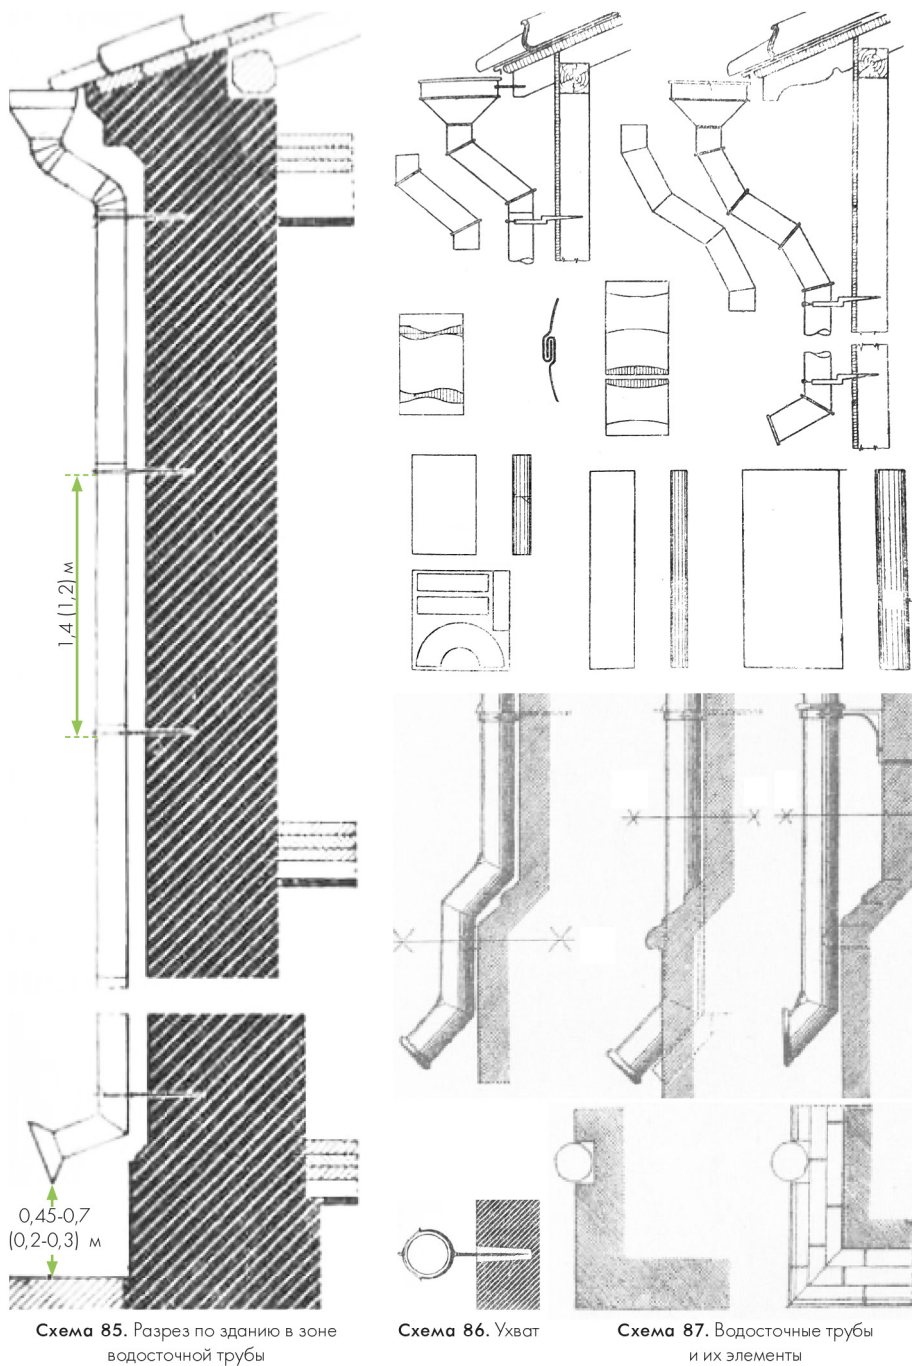 1,4 (1,2) м
0,45-0,7
(0,2-0,3) м
Схема 85. Разрез по зданию в зоне
водосточной трубы
Схема 86. Ухват
Схема 87. Водосточные трубы
и их элементы